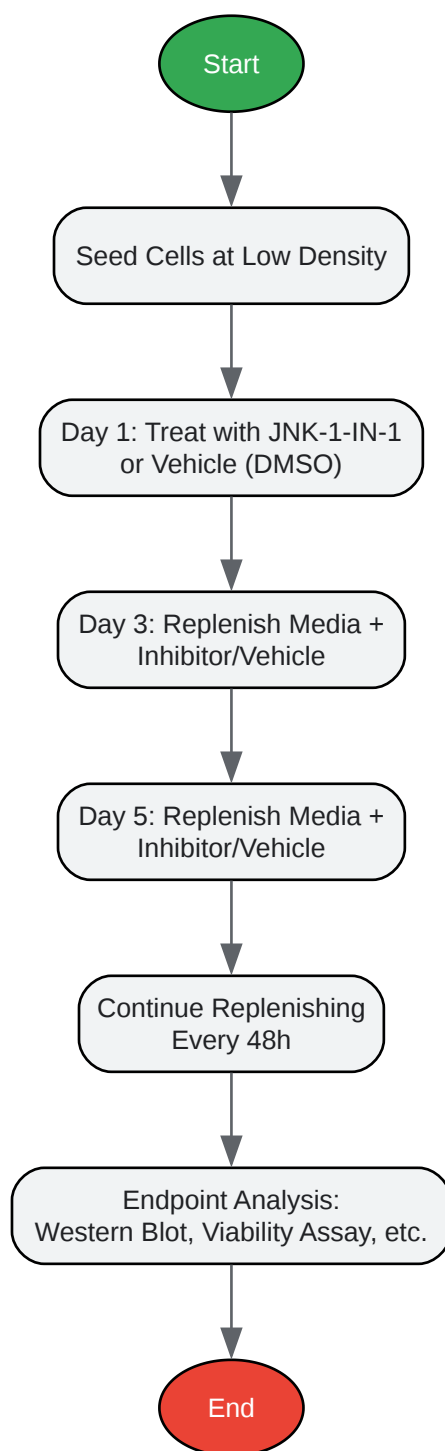 Start
Seed Cells at Low Density
Day 1: Treat with JNK-1-IN-1
or Vehicle (DMSO)
Day 3: Replenish Media +
Inhibitor/Vehicle
Day 5: Replenish Media +
Inhibitor/Vehicle
Continue Replenishing
Every 48h
Endpoint Analysis:
Western Blot, Viability Assay, etc.
End